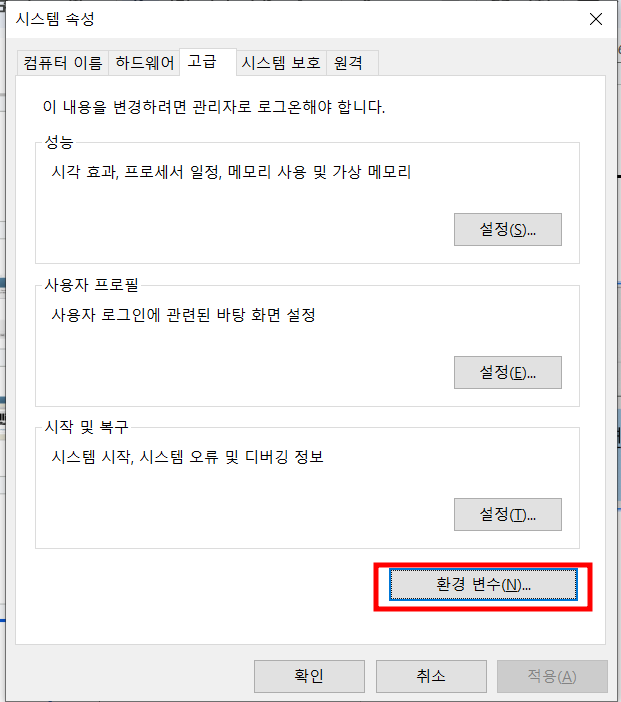 시스템 속성
컴퓨터 이름 하드웨어 고급 시스템 보호 원격
이 내용을 변경하려면 관리자로 로그온해야 합니다.
성능
시각 효과, 프로세서 일정, 메모리 사용 및 가상 메모리
설정(S)...
사용자 프로필
사용자 로그인에 관련된 바탕 화면 설정
설정(E)...
시작 및 복구
시스템 시작, 시스템 오류 및 디버깅 정보
설정(T)...
환경 변수(N)...
확인 취소 적용(A)